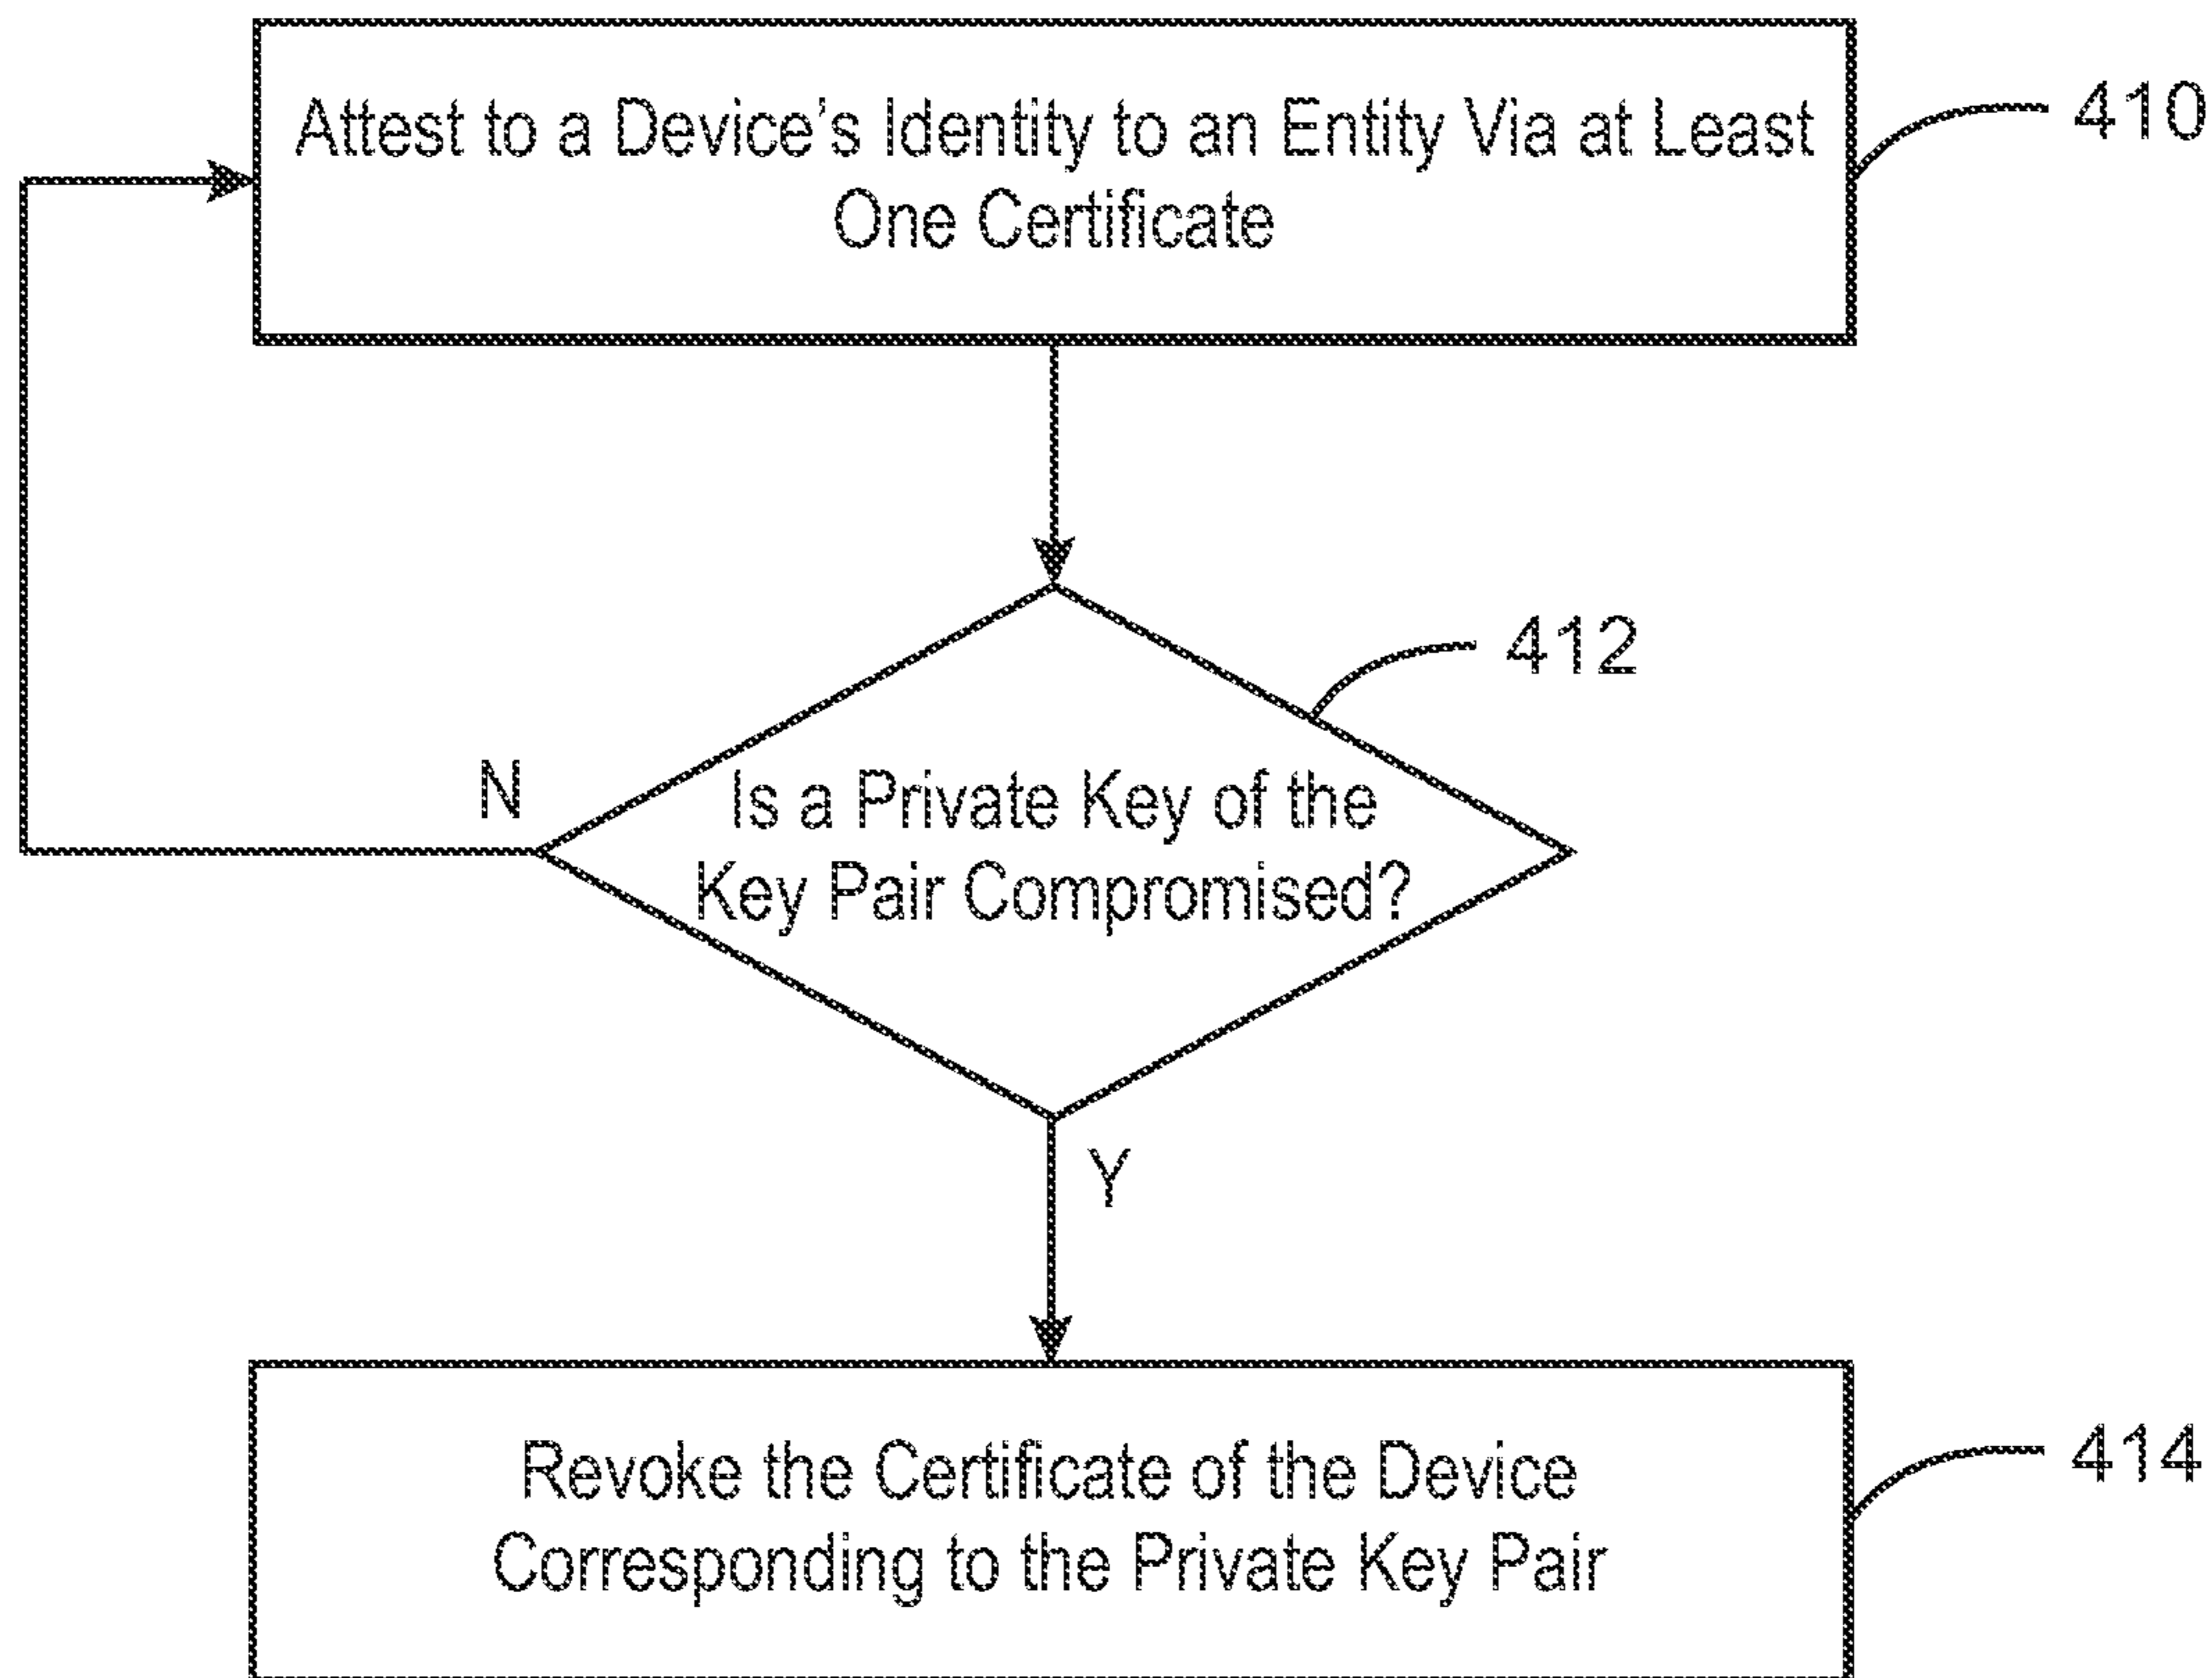 Attest to a Device's Identity to an Entity Via at Least
One Certificate
410
412
N
Is a Private Key of the
Key Pair Compromised?
Y
Revoke the Certificate of the Device
Corresponding to the Private Key Pair
414